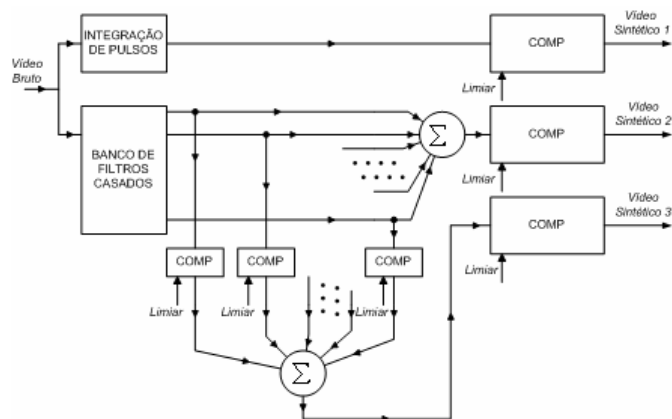 INTEGRAÇÃO
DE PULSOS
COMP
Vídeo
Sintético 1
Vídeo
Bruto
Limiar
BANCO DE
FILTROS
CASADOS
Σ
COMP
Vídeo
Sintético 2
Limiar
COMP
Vídeo
Sintético 3
Limiar
COMP
COMP
COMP
Limiar
Limiar
Limiar
Σ